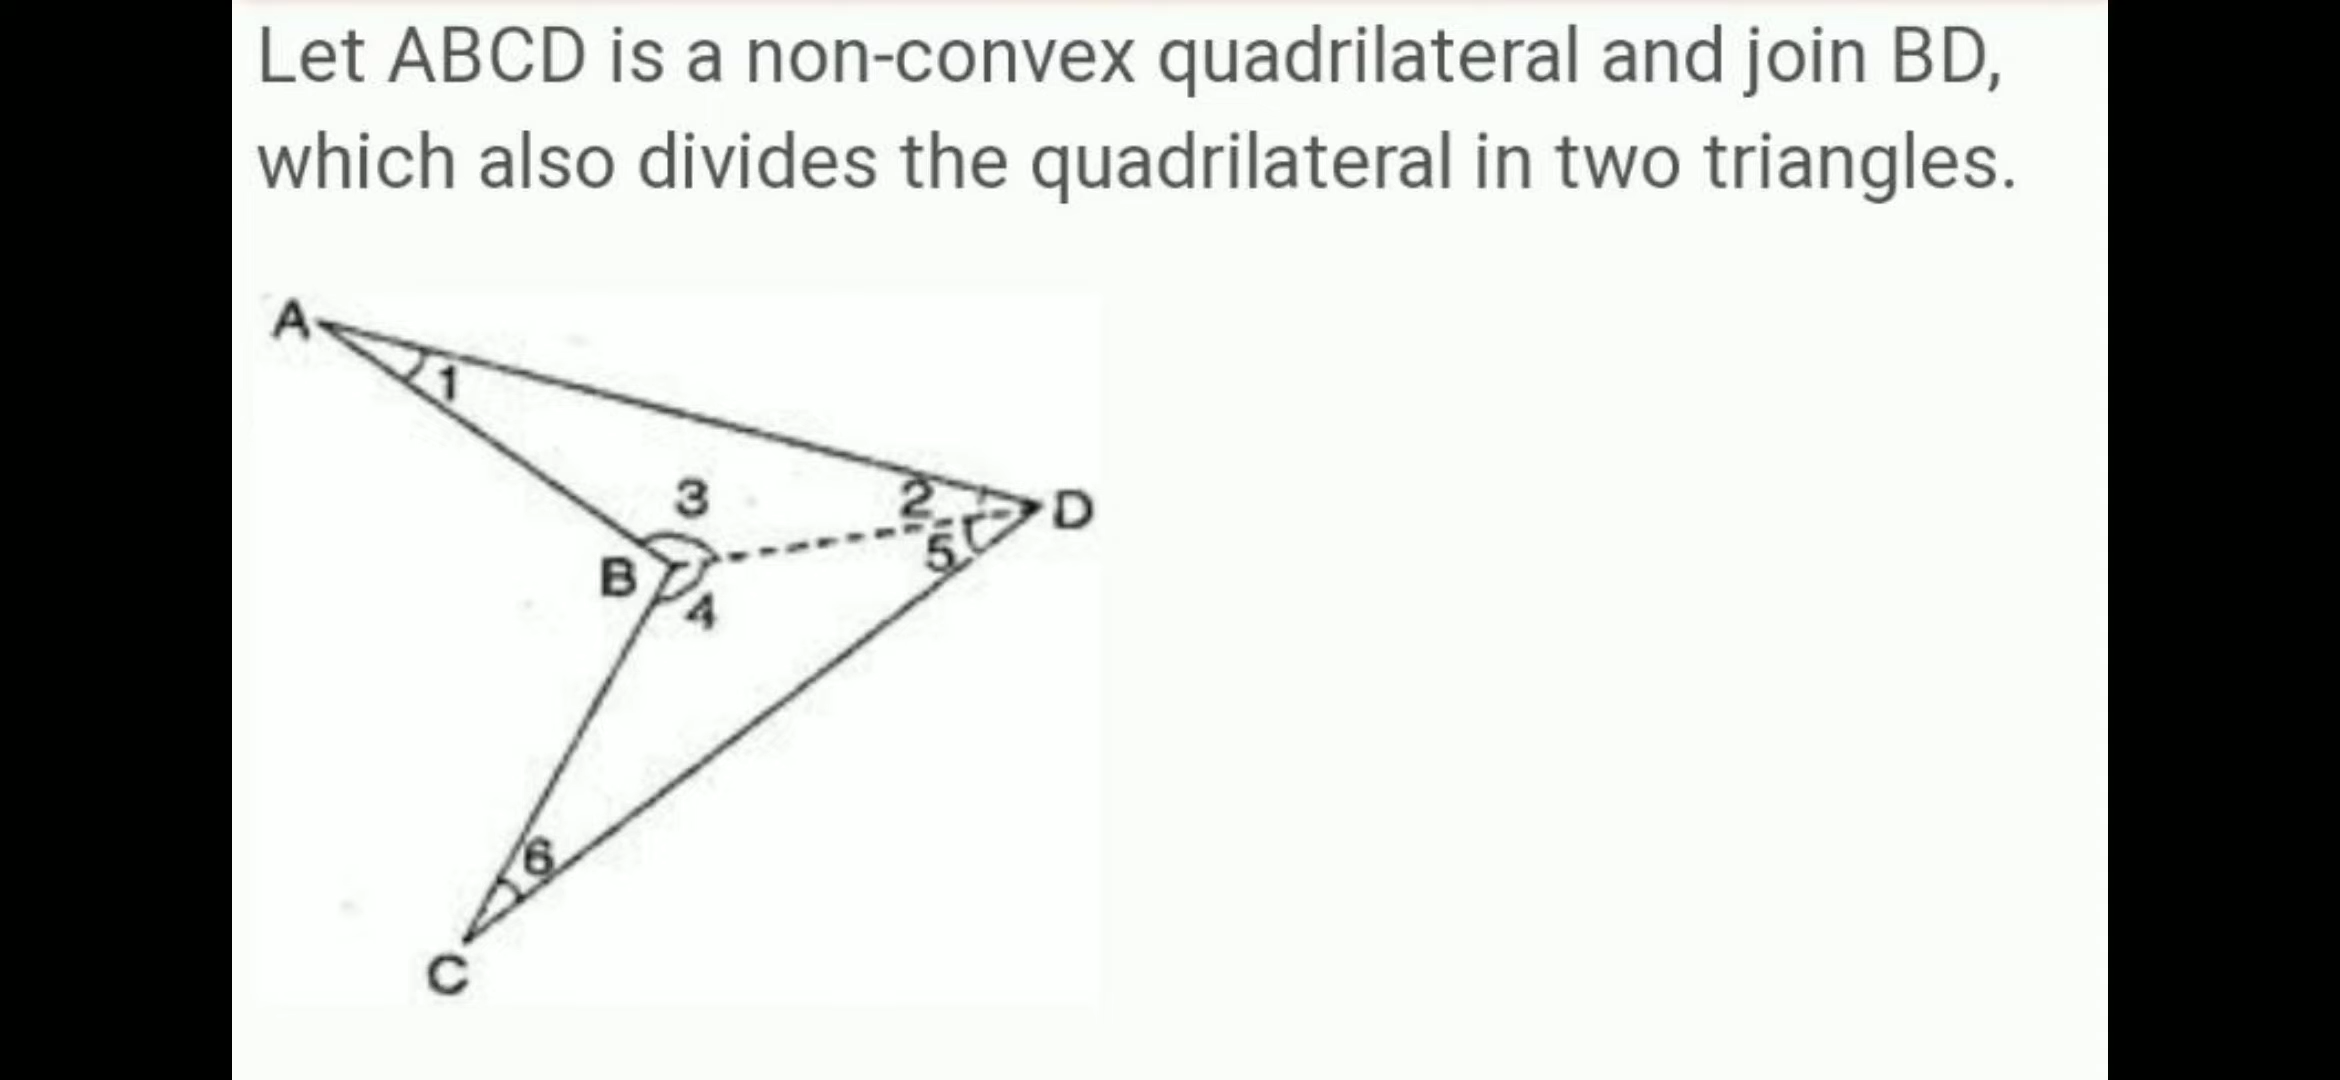 Let ABCD is a non-convex quadrilateral and join BD,
which also divides the quadrilateral in two triangles.
A
1
3
2
D
B
5
4
6
C